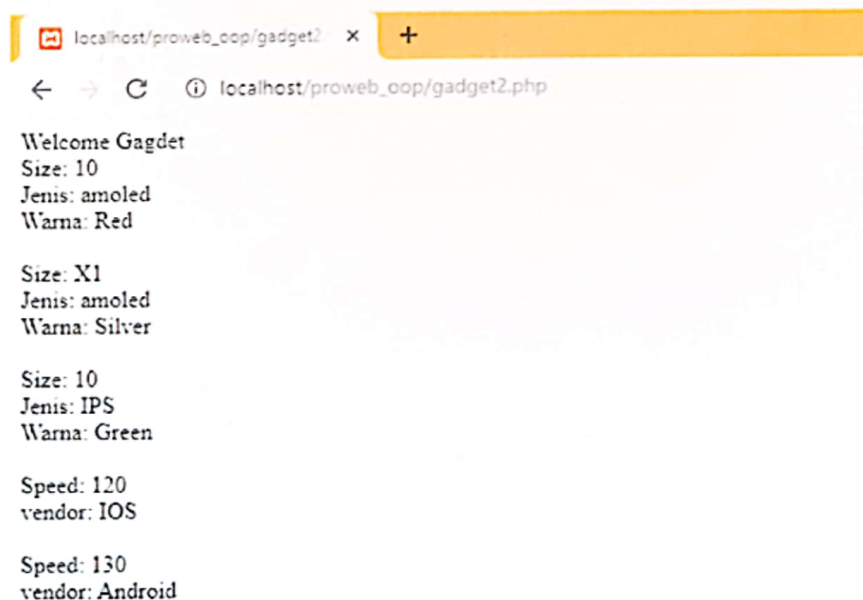 localhost/proweb_oop/gadget2
localhost/proweb_oop/gadget2.php
Welcome Gagdet
Size: 10
Jenis: amoled
Warna: Red
Size: X1
Jenis: amoled
Warna: Silver
Size: 10
Jenis: IPS
Warna: Green
Speed: 120
vendor: IOS
Speed: 130
vendor: Android